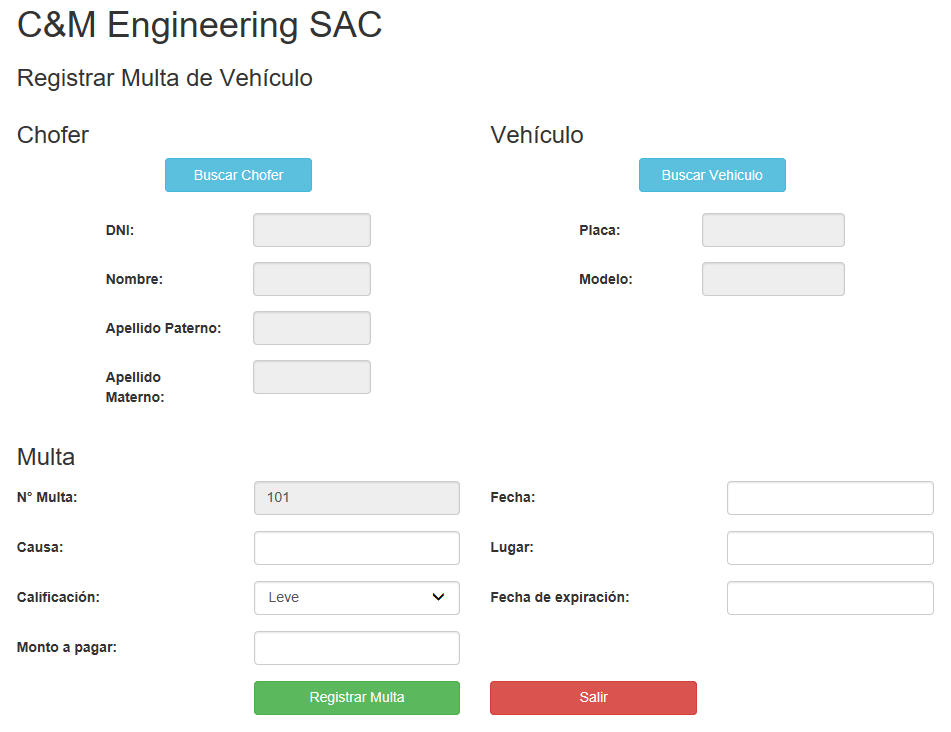 C&M Engineering SAC
Registrar Multa de Vehículo
Chofer
Buscar Chofer
DNI:
Nombre:
Apellido Paterno:
Apellido
Materno:
Vehículo
Buscar Vehiculo
Placa:
Modelo:
Multa
N° Multa: 101
Fecha:
Causa:
Lugar:
Calificación: Leve
Fecha de expiración:
Monto a pagar:
Registrar Multa
Salir